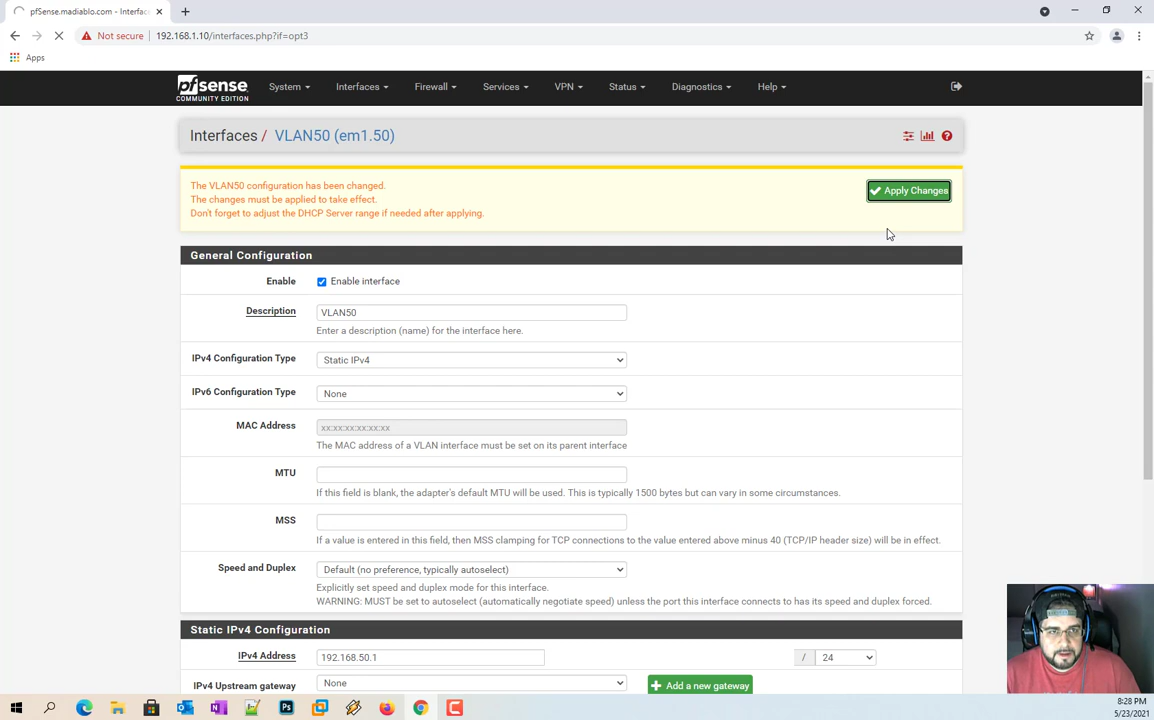 pfSense.madiablo.com - Interfac
Not secure
192.168.1.10/interfaces.php?if=opt3
Apps
pfsense
COMMUNITY EDITION
System
Interfaces
Firewall
Services
VPN
Status
Diagnostics
Help
Interfaces / VLAN50 (em1.50)
The VLAN50 configuration has been changed.
The changes must be applied to take effect.
Don't forget to adjust the DHCP Server range if needed after applying.
Apply Changes
General Configuration
Enable
Enable interface
Description
VLAN50
Enter a description (name) for the interface here.
IPv4 Configuration Type
Static IPv4
IPv6 Configuration Type
None
MAC Address
xx:xx:xx:xx:xx:xx
The MAC address of a VLAN interface must be set on its parent interface
MTU
If this field is blank, the adapter's default MTU will be used. This is typically 1500 bytes but can vary in some circumstances.
MSS
If a value is entered in this field, then MSS clamping for TCP connections to the value entered above minus 40 (TCP/IP header size) will be in effect.
Speed and Duplex
Default (no preference, typically autoselect)
Explicitly set speed and duplex mode for this interface.
WARNING: MUST be set to autoselect (automatically negotiate speed) unless the port this interface connects to has its speed and duplex forced.
Static IPv4 Configuration
IPv4 Address
192.168.50.1
/
24
IPv4 Upstream gateway
None
Add a new gateway
8:28 PM
5/23/2021